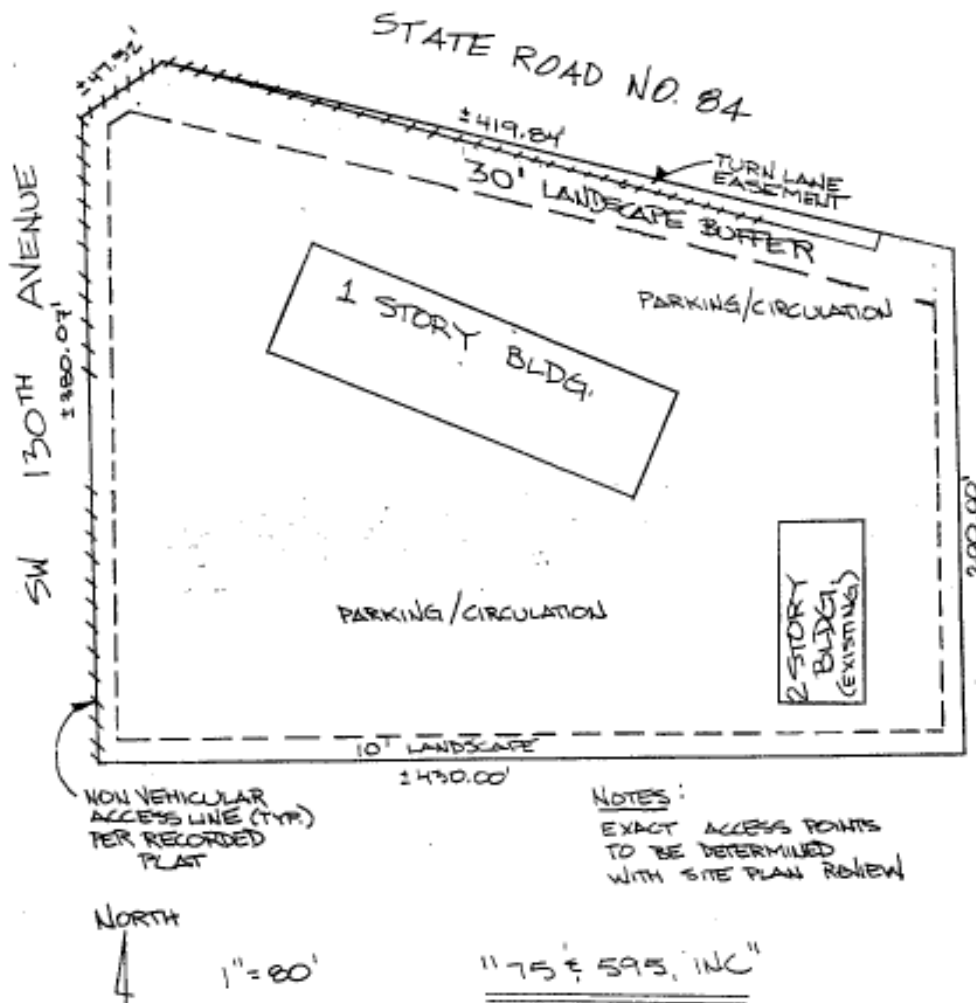 STATE ROAD NO. 84
±47.92'
±419.84'
TURN LANE
EASEMENT
30' LANDSCAPE BUFFER
PARKING/CIRCULATION
1 STORY BLDG.
SW 130TH AVENUE
±380.07'
200.00'
2 STORY
BLDG.
(EXISTING)
PARKING/CIRCULATION
10' LANDSCAPE
±430.00'
NON VEHICULAR
ACCESS LINE (TYP.)
PER RECORDED
PLAT
NOTES:
EXACT ACCESS POINTS
TO BE DETERMINED
WITH SITE PLAN REVIEW
NORTH
1"=80'
"75 & 595, INC"